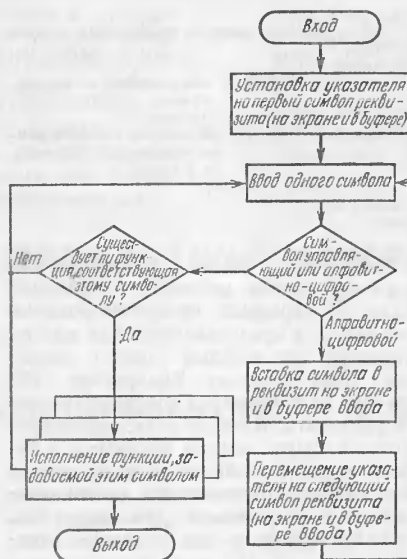 Вход
Установка указателя
на первый символ рекви-
зита (на экране и в буфере)
Ввод одного символа
Нет
Сущес-
дует ли функ-
ция, соответствующая
этому симво-
лу?
Сим-
вол управля-
ющий или алфавит-
но-цифро-
вой?
Да
Алфавитно-
цифровой
Вставка символа в
реквизит на экране
и в буфере ввода
Исполнение функции, за-
даваемой этим символом
Перемещение указа-
теля на следующий
символ реквизита
(на экране и в буфе-
ре ввода)
Выход